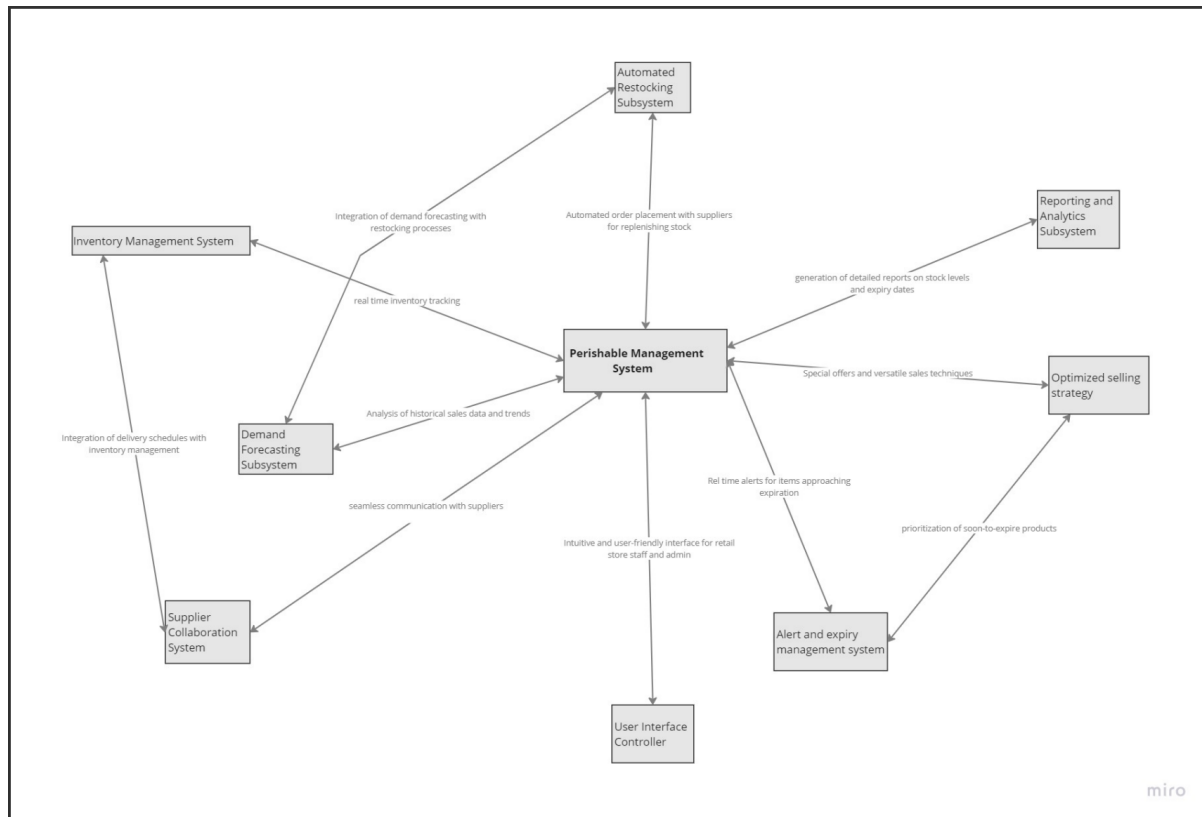 Automated
Restocking
Subsystem
Integration of demand forecasting with
restocking processes
Automated order placement with suppliers
for replenishing stock
Reporting and
Analytics
Subsystem
Inventory Management System
generation of detailed reports on stock levels
and expiry dates
real time inventory tracking
Perishable Management
System
Special offers and versatile sales techniques
Optimized selling
strategy
Analysis of historical sales data and trends
Demand
Forecasting
Subsystem
Integration of delivery schedules with
inventory management
Rel time alerts for items approaching
expiration
seamless communication with suppliers
prioritization of soon-to-expire products
Intuitive and user-friendly interface for retail
store staff and admin
Supplier
Collaboration
System
Alert and expiry
management system
User Interface
Controller
miro